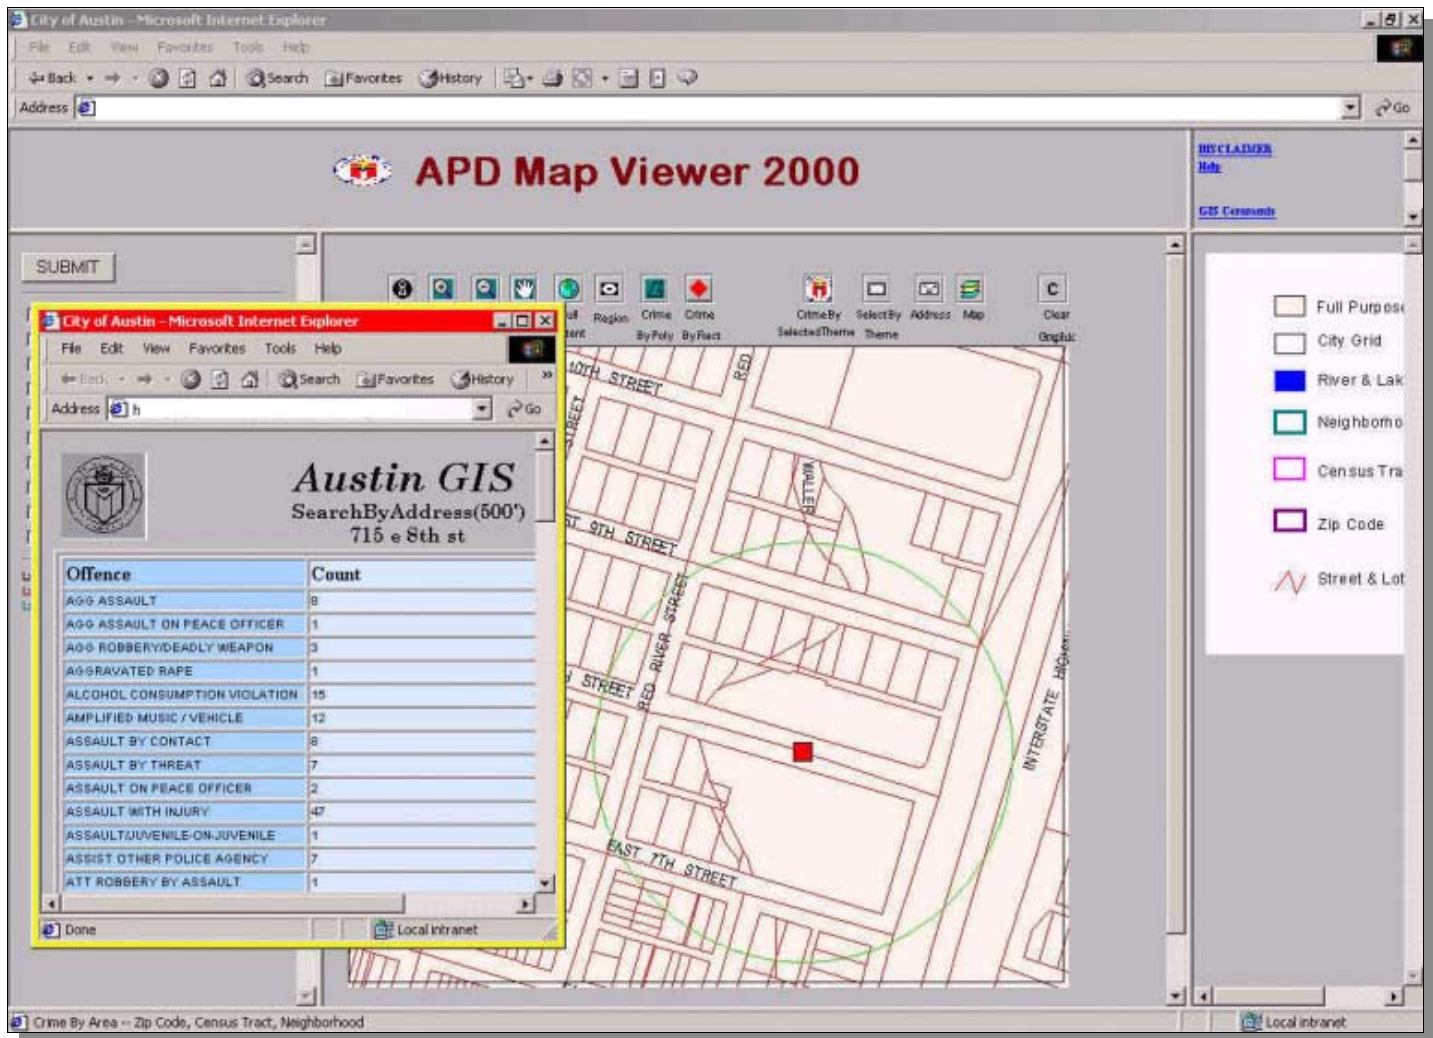 City of Austin - Microsoft Internet Explorer
File Edit View Favorites Tools Help
Back Search Favorites History
Address Go
APD Map Viewer 2000
DISCLAIMER
Help
GIS Comments
SUBMIT
Region Crime Crime CrimeBy SelectBy Address Map Clear
ByPoly ByRect SelectedTheme Theme Graphic
City of Austin - Microsoft Internet Explorer
File Edit View Favorites Tools Help
Back Search Favorites History »
Address h Go
Austin GIS
SearchByAddress(500')
715 e 8th st
Offence Count
AGG ASSAULT 8
AGG ASSAULT ON PEACE OFFICER 1
AGG ROBBERY/DEADLY WEAPON 3
AGGRAVATED RAPE 1
ALCOHOL CONSUMPTION VIOLATION 15
AMPLIFIED MUSIC / VEHICLE 12
ASSAULT BY CONTACT 8
ASSAULT BY THREAT 7
ASSAULT ON PEACE OFFICER 2
ASSAULT WITH INJURY 47
ASSAULT/JUVENILE-ON-JUVENILE 1
ASSIST OTHER POLICE AGENCY 7
ATT ROBBERY BY ASSAULT 1
Done Local intranet
10TH STREET
RED
STREET
WALLER
ST 9TH STREET
RED RIVER STREET
STREET
INTERSTATE HIGHW
EAST 7TH STREET
Full Purpose
City Grid
River & Lak
Neighborho
Census Tra
Zip Code
Street & Lot
Crime By Area -- Zip Code, Census Tract, Neighborhood Local intranet